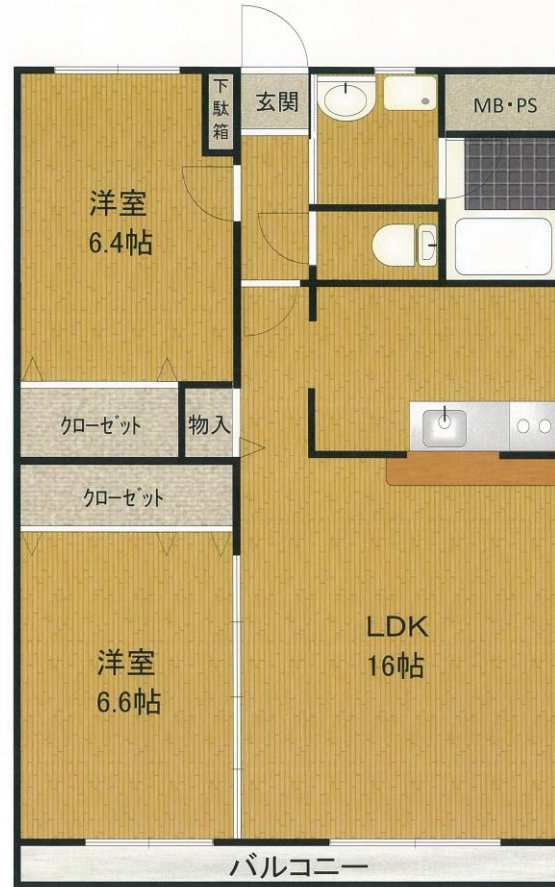 下駄箱
玄関
MB・PS
洋室
6.4帖
クローゼット
物入
クローゼット
洋室
6.6帖
LDK
16帖
バルコニー